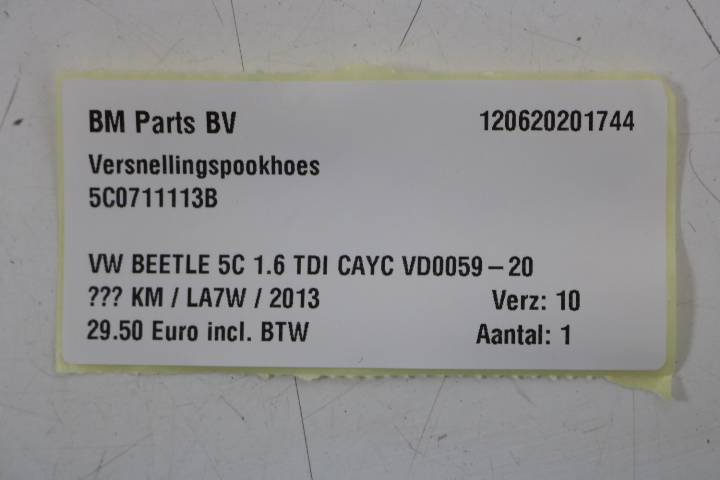 BM Parts BV 120620201744
Versnellingspookhoes
5C0711113B
VW BEETLE 5C 1.6 TDI CAYC VD0059 – 20
??? KM / LA7W / 2013 Verz: 10
29.50 Euro incl. BTW Aantal: 1